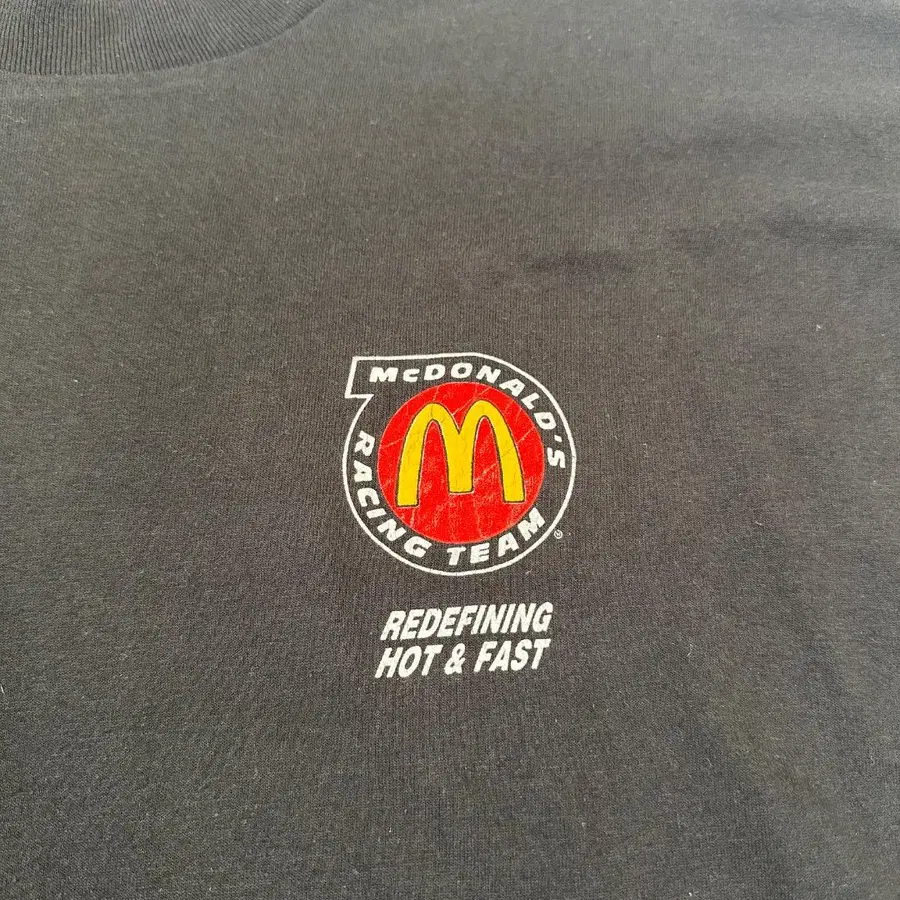 McDONALD'S
RACING TEAM
M
®
REDEFINING
HOT & FAST